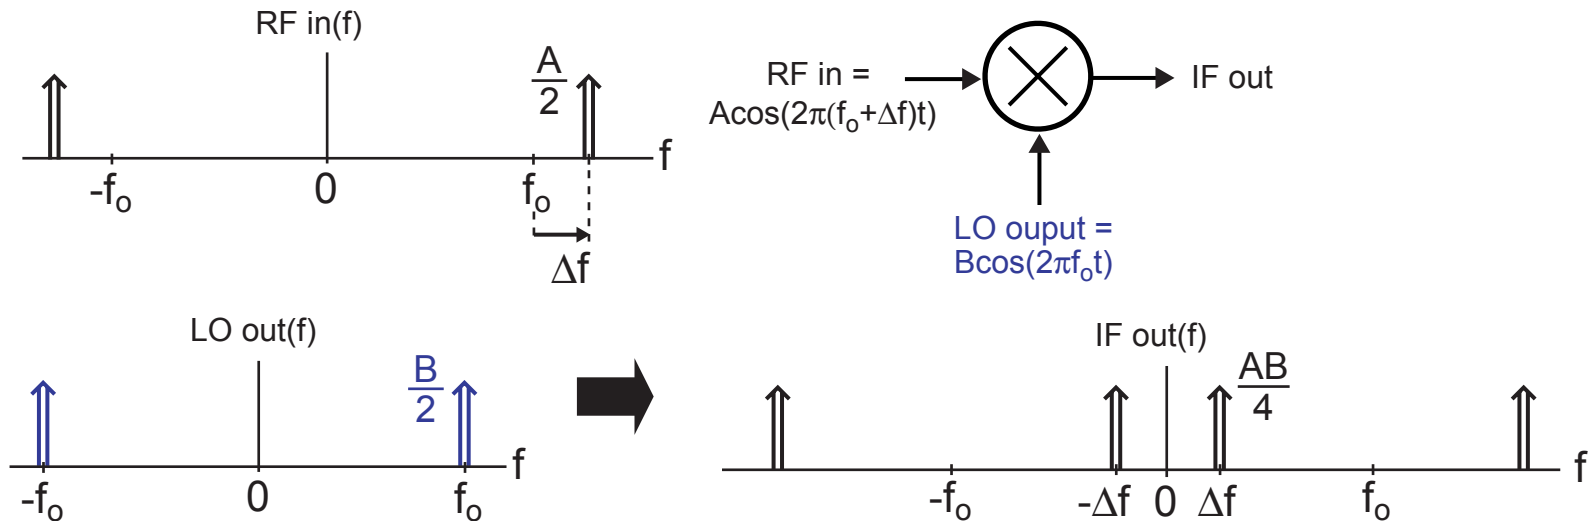 RF in(f)
A
2
f
-fo
0
fo
Δf
RF in =
Acos(2π(fo+Δf)t)
IF out
LO ouput =
Bcos(2πfot)
LO out(f)
B
2
f
-fo
0
fo
IF out(f)
AB
4
f
-fo
-Δf
0
Δf
fo